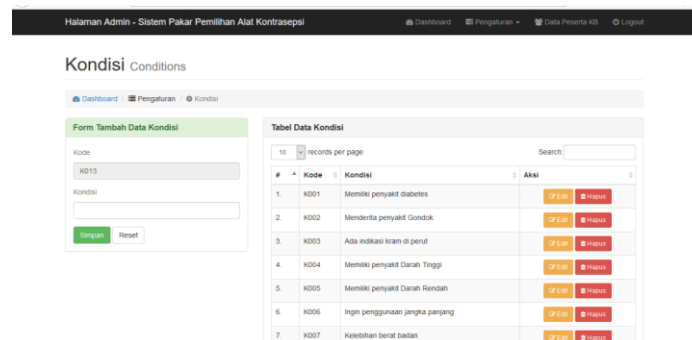 Halaman Admin - Sistem Pakar Pemilihan Alat Kontrasepsi Dashboard Pengaturan Data Peserta KB Logout
Kondisi Conditions
Dashboard / Pengaturan / Kondisi
Form Tambah Data Kondisi
Kode
K013
Kondisi
Simpan Reset
Tabel Data Kondisi
10 records per page Search:
# Kode Kondisi Aksi
1. K001 Memiliki penyakit diabetes Edit Hapus
2. K002 Menderita penyakit Gondok Edit Hapus
3. K003 Ada indikasi kram di perut Edit Hapus
4. K004 Memiliki penyakit Darah Tinggi Edit Hapus
5. K005 Memiliki penyakit Darah Rendah Edit Hapus
6. K006 Ingin penggunaan jangka panjang Edit Hapus
7. K007 Kelebihan berat badan Edit Hapus